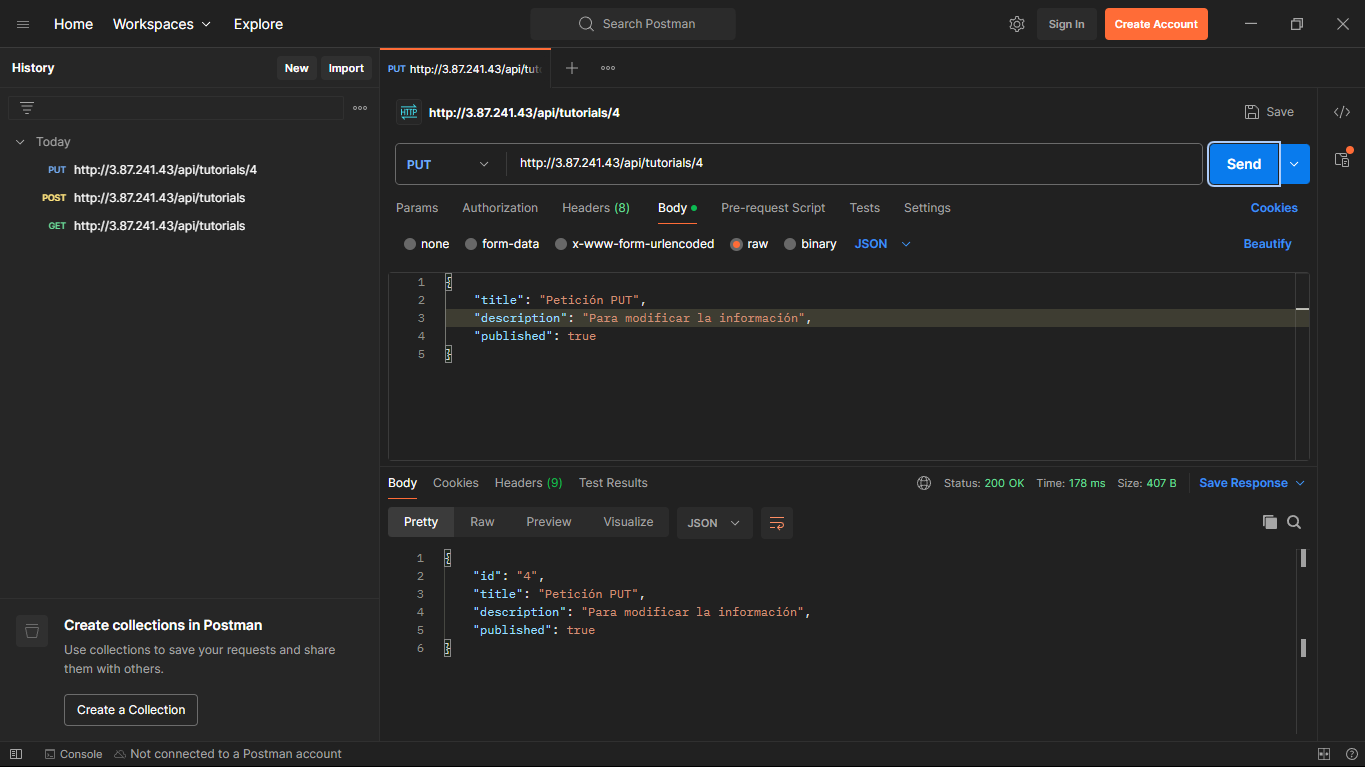 Home Workspaces Explore Search Postman Sign In Create Account
History New Import
PUT http://3.87.241.43/api/tut
Today
PUT http://3.87.241.43/api/tutorials/4
POST http://3.87.241.43/api/tutorials
GET http://3.87.241.43/api/tutorials
Create collections in Postman
Use collections to save your requests and share
them with others.
Create a Collection
HTTP http://3.87.241.43/api/tutorials/4 Save
PUT http://3.87.241.43/api/tutorials/4 Send
Params Authorization Headers (8) Body Pre-request Script Tests Settings Cookies
none form-data x-www-form-urlencoded raw binary JSON Beautify
1 {
2 "title": "Petición PUT",
3 "description": "Para modificar la información",
4 "published": true
5 }
Body Cookies Headers (9) Test Results Status: 200 OK Time: 178 ms Size: 407 B Save Response
Pretty Raw Preview Visualize JSON
1 {
2 "id": "4",
3 "title": "Petición PUT",
4 "description": "Para modificar la información",
5 "published": true
6 }
Console Not connected to a Postman account